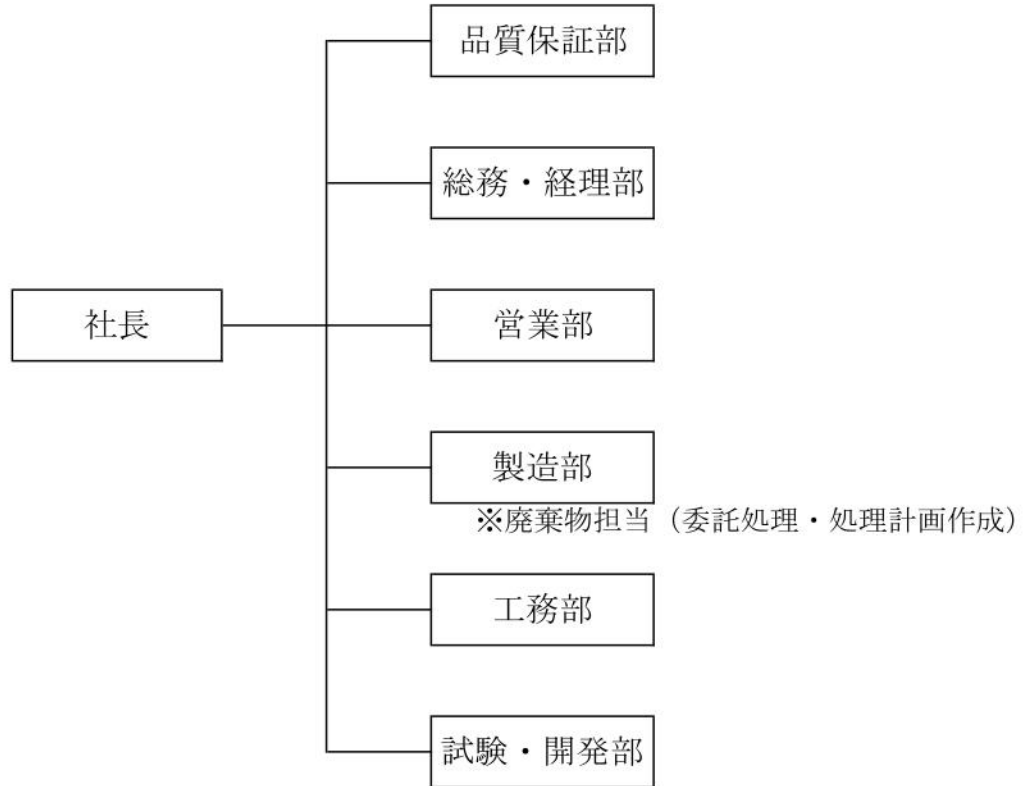 品質保証部
総務・経理部
社長
営業部
製造部
※廃棄物担当（委託処理・処理計画作成）
工務部
試験・開発部